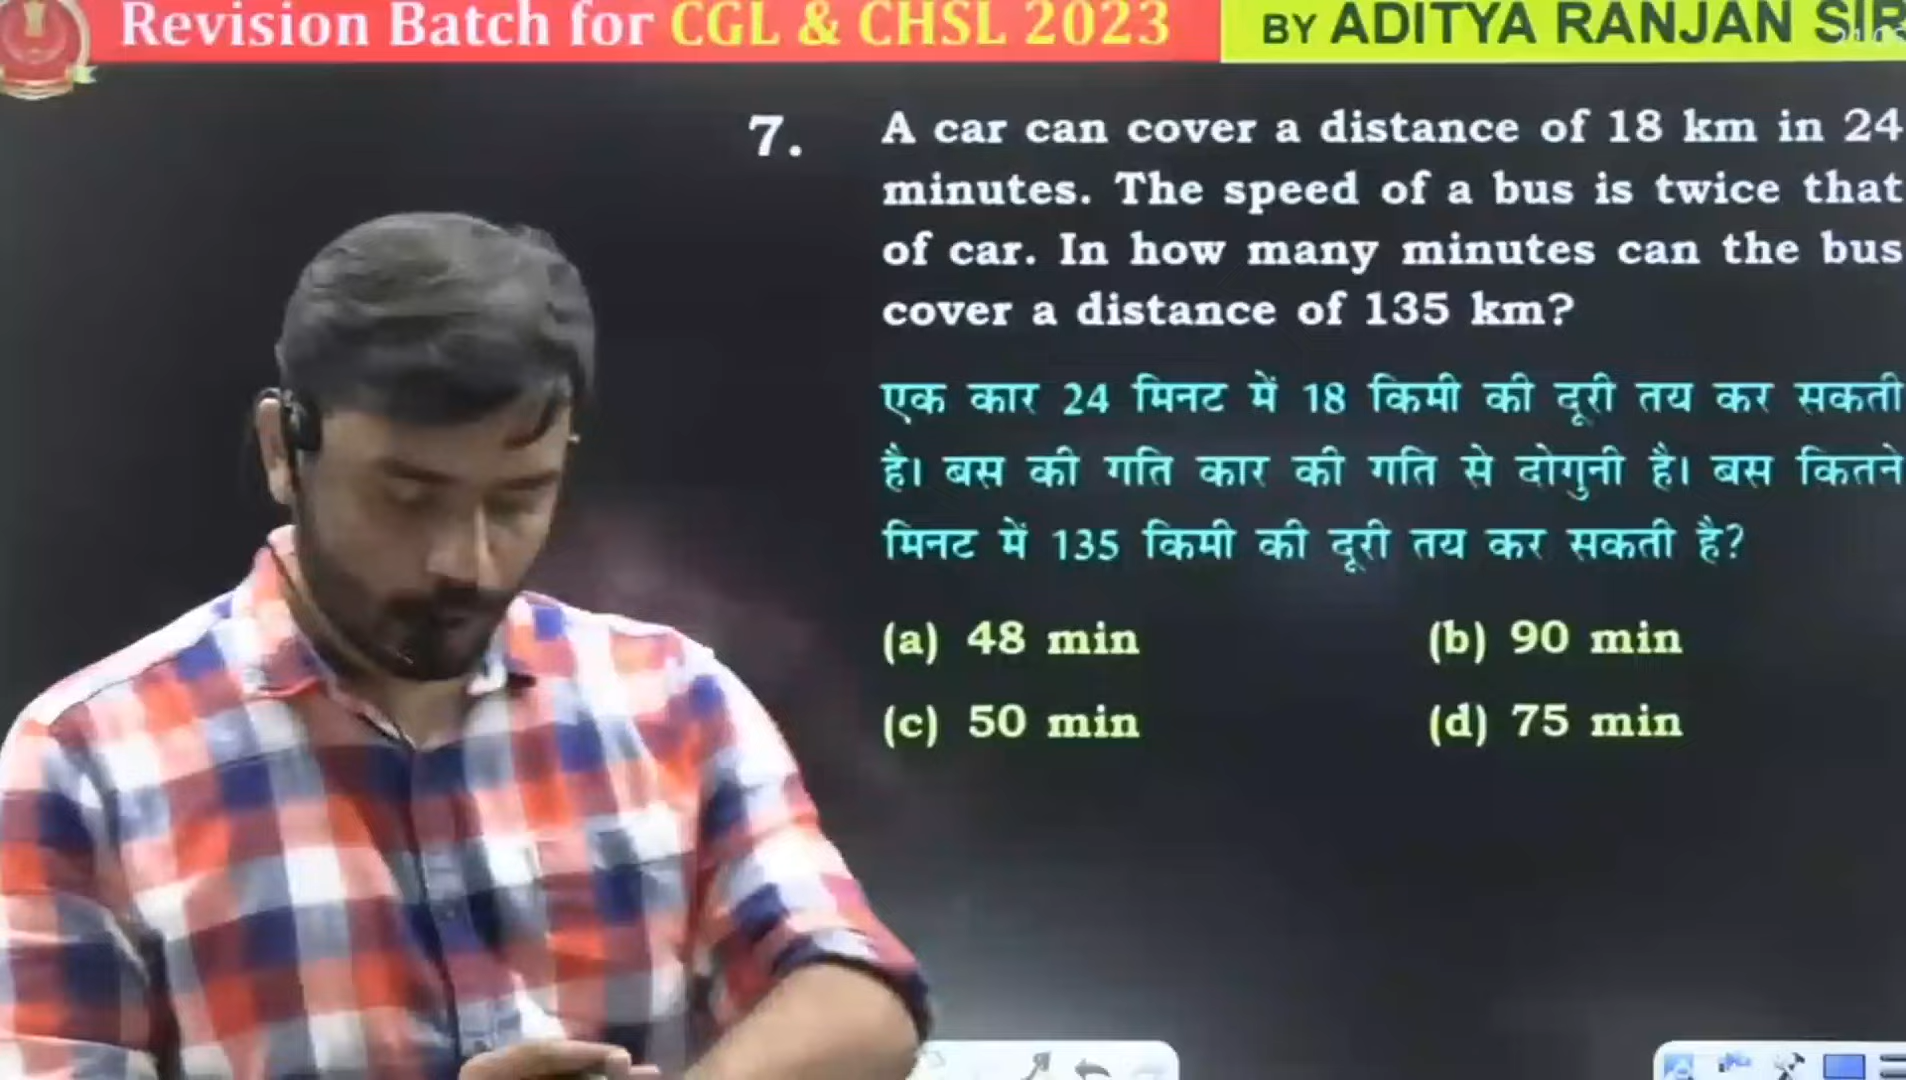 Revision Batch for CGL & CHSL 2023
BY ADITYA RANJAN SIR
7. A car can cover a distance of 18 km in 24
minutes. The speed of a bus is twice that
of car. In how many minutes can the bus
cover a distance of 135 km?
एक कार 24 मिनट में 18 किमी की दूरी तय कर सकती
है। बस की गति कार की गति से दोगुनी है। बस कितने
मिनट में 135 किमी की दूरी तय कर सकती है?
(a) 48 min (b) 90 min
(c) 50 min (d) 75 min